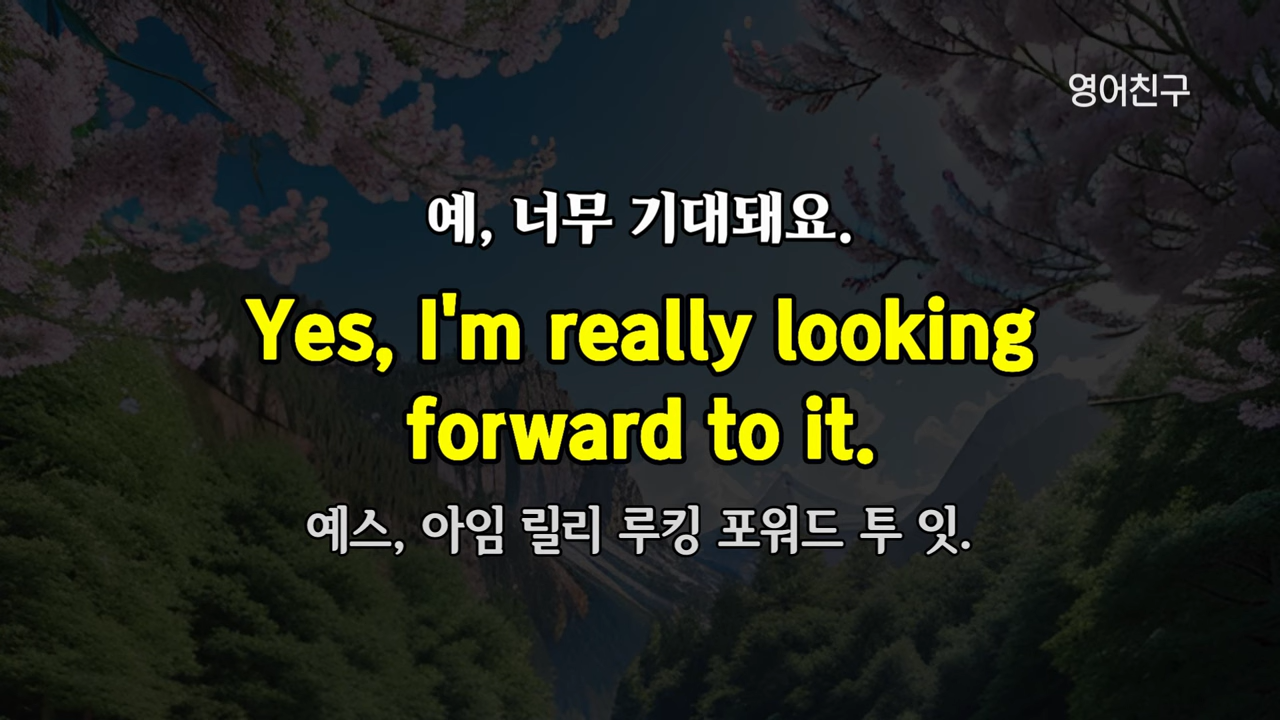 영어친구
예, 너무 기대돼요.
Yes, I'm really looking
forward to it.
예스, 아임 릴리 루킹 포워드 투 잇.